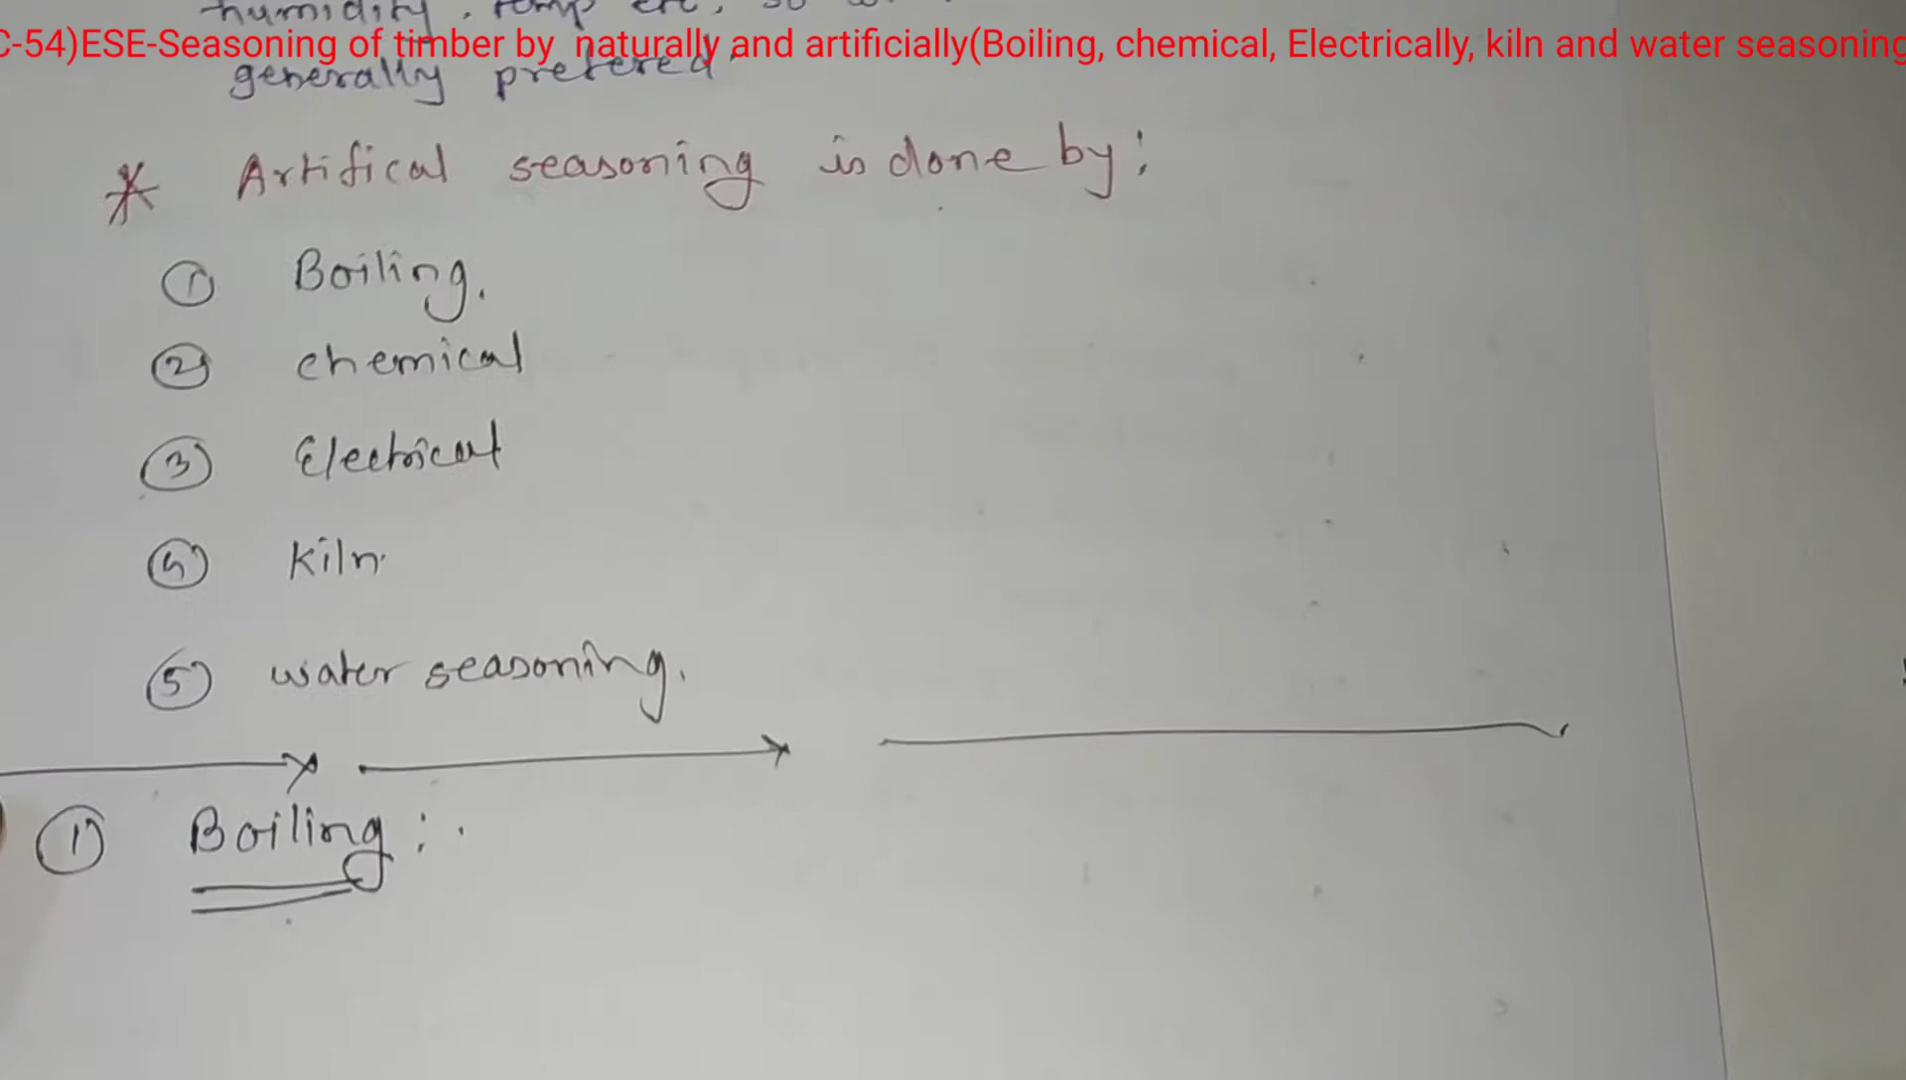 humidity, temp etc, so
C-54)ESE-Seasoning of timber by naturally and artificially(Boiling, chemical, Electrically, kiln and water seasoning
generally prefered
* Artifical seasoning is done by:
① Boiling.
② chemical
③ Electrical
④ Kiln
⑤ water seasoning.
① Boiling: